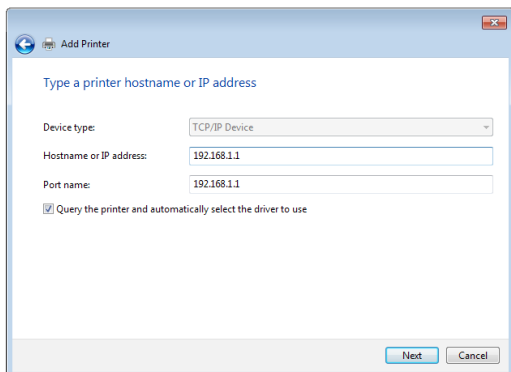 Add Printer
Type a printer hostname or IP address
Device type: TCP/IP Device
Hostname or IP address: 192.168.1.1
Port name: 192.168.1.1
Query the printer and automatically select the driver to use
Next Cancel